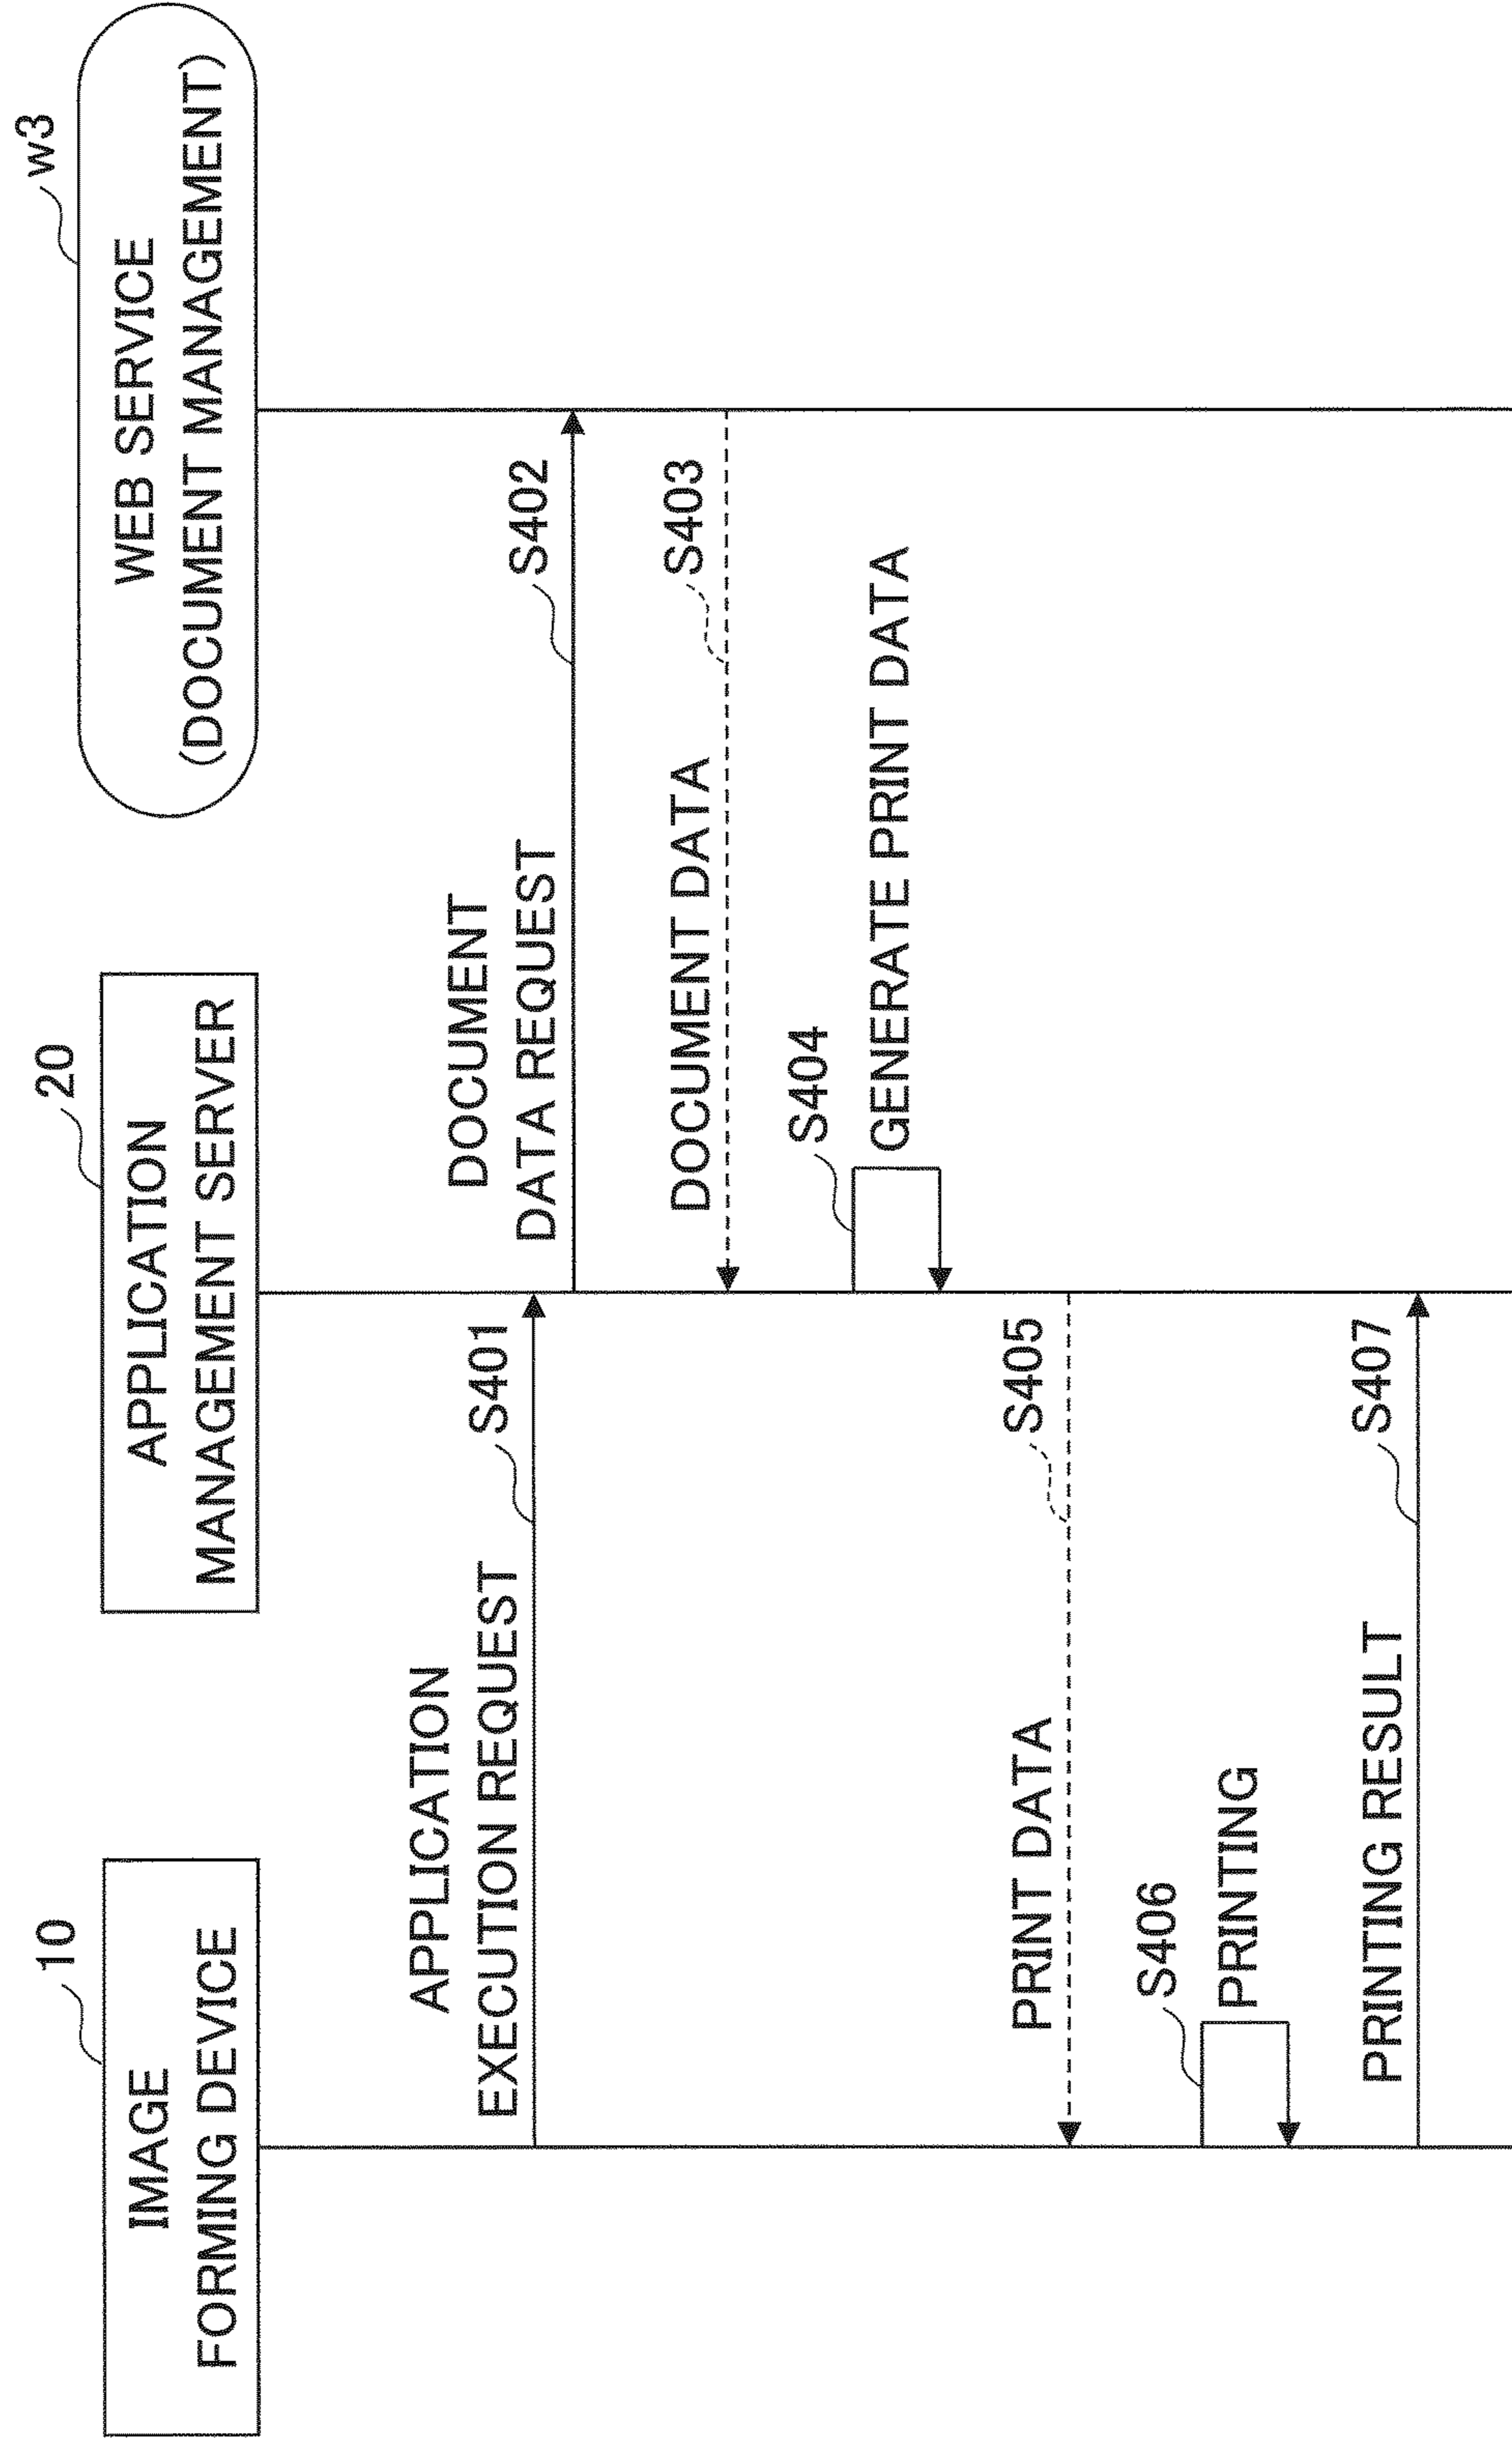 10
IMAGE
FORMING DEVICE
20
APPLICATION
MANAGEMENT SERVER
w3
WEB SERVICE
(DOCUMENT MANAGEMENT)
APPLICATION
EXECUTION REQUEST
S401
DOCUMENT
DATA REQUEST
S402
DOCUMENT DATA
S403
S404
GENERATE PRINT DATA
PRINT DATA
S405
S406
PRINTING
PRINTING RESULT
S407